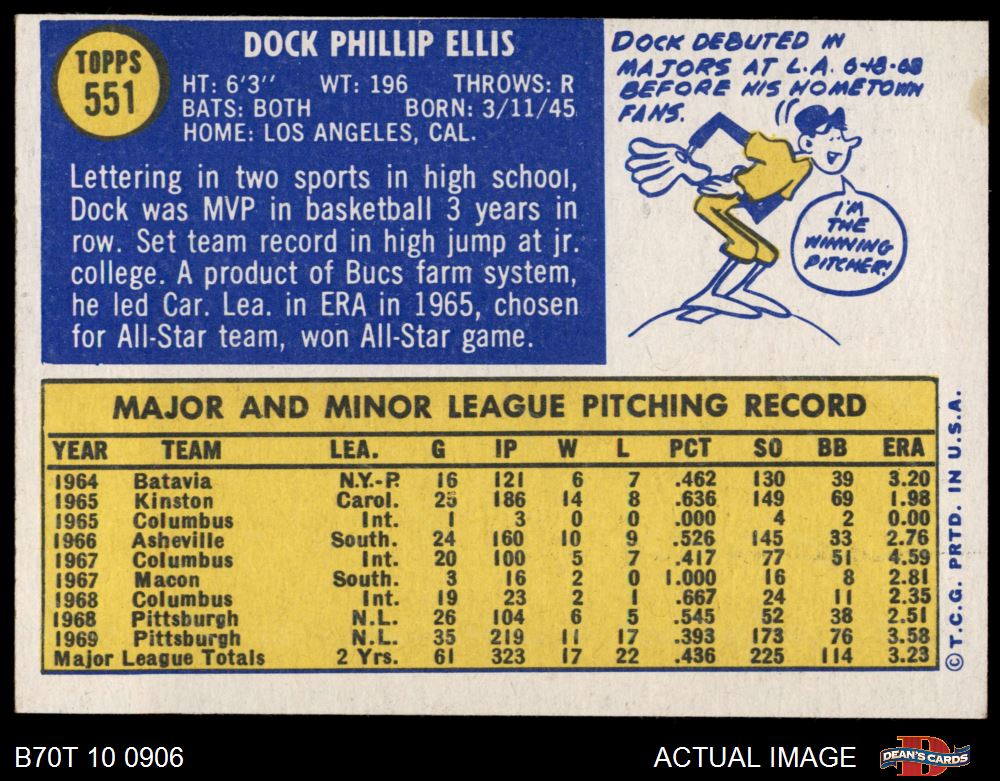 TOPPS
551
DOCK PHILLIP ELLIS
HT: 6'3" WT: 196 THROWS: R
BATS: BOTH BORN: 3/11/45
HOME: LOS ANGELES, CAL.
Lettering in two sports in high school,
Dock was MVP in basketball 3 years in
row. Set team record in high jump at jr.
college. A product of Bucs farm system,
he led Car. Lea. in ERA in 1965, chosen
for All-Star team, won All-Star game.
DOCK DEBUTED IN
MAJORS AT L.A. 6-18-68
BEFORE HIS HOMETOWN
FANS.
I'M
THE
WINNING
PITCHER!
MAJOR AND MINOR LEAGUE PITCHING RECORD
YEAR TEAM LEA. G IP W L PCT SO BB ERA
1964 Batavia N.Y.-P. 16 121 6 7 .462 130 39 3.20
1965 Kinston Carol. 25 186 14 8 .636 149 69 1.98
1965 Columbus Int. 1 3 0 0 .000 4 2 0.00
1966 Asheville South. 24 160 10 9 .526 145 33 2.76
1967 Columbus Int. 20 100 5 7 .417 77 51 4.59
1967 Macon South. 3 16 2 0 1.000 16 8 2.81
1968 Columbus Int. 19 23 2 1 .667 24 11 2.35
1968 Pittsburgh N.L. 26 104 6 5 .545 52 38 2.51
1969 Pittsburgh N.L. 35 219 11 17 .393 173 76 3.58
Major League Totals 2 Yrs. 61 323 17 22 .436 225 114 3.23
© T.C.G. PRTD. IN U.S.A.
B70T 10 0906
ACTUAL IMAGE
DEAN'S CARDS